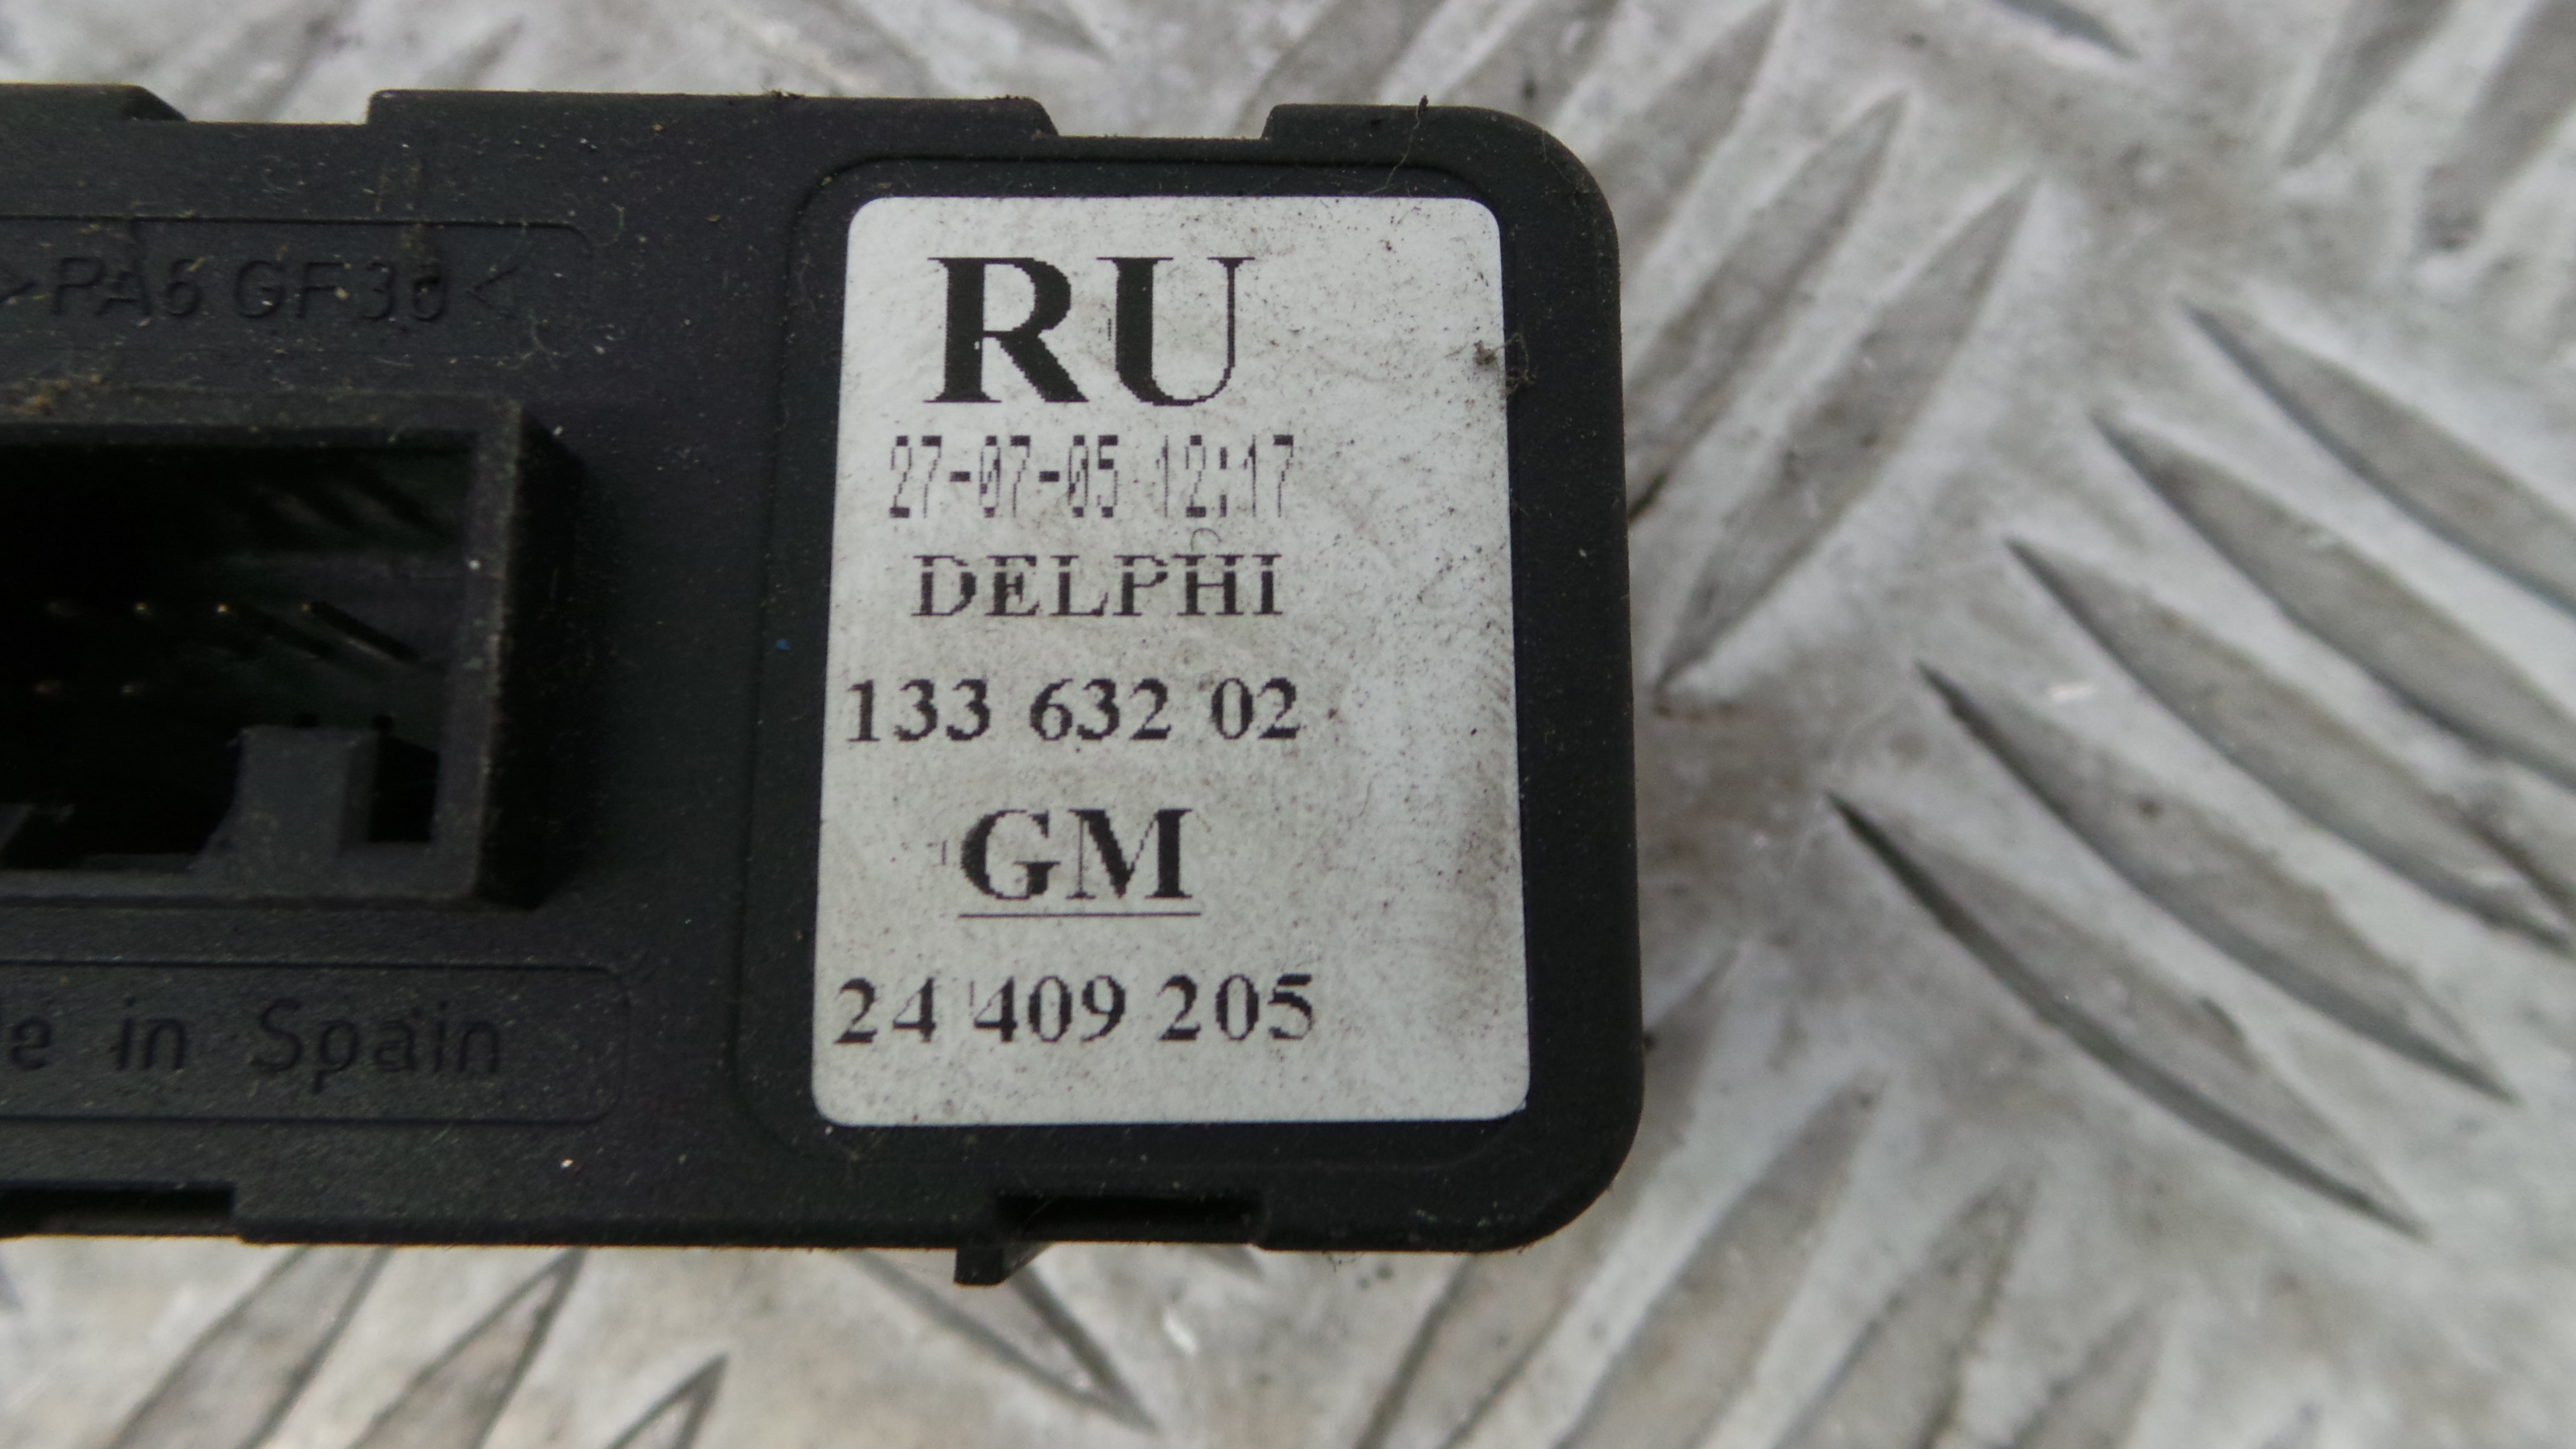 >PA6 GF30<
RU
27-07-05 12:17
DELPHI
133 632 02
GM
24 409 205
in Spain